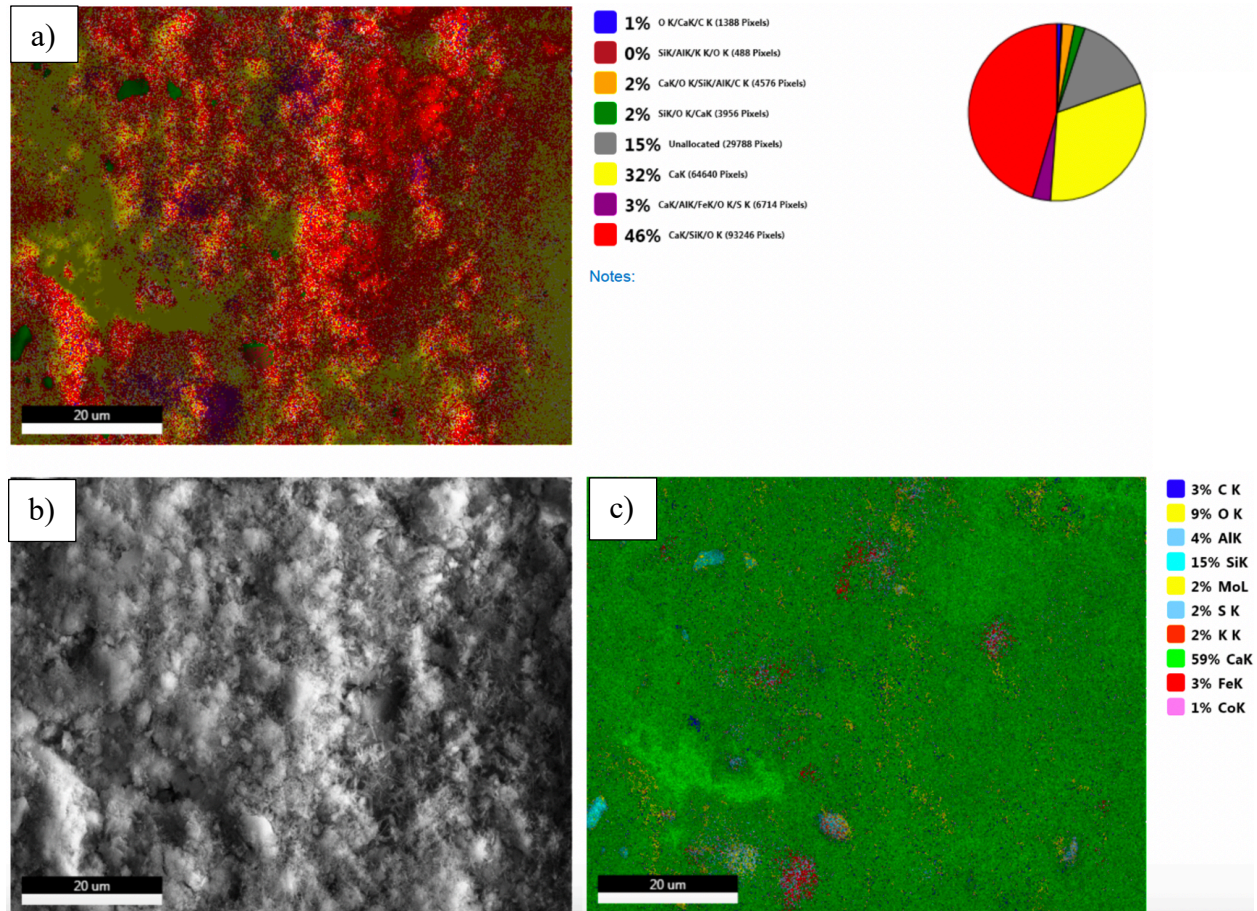 a)
1% O K/CaK/C K (1388 Pixels)
0% SiK/AlK/K K/O K (488 Pixels)
2% CaK/O K/SiK/AlK/C K (4576 Pixels)
2% SiK/O K/CaK (3956 Pixels)
15% Unallocated (29788 Pixels)
32% CaK (64640 Pixels)
3% CaK/AlK/FeK/O K/S K (6714 Pixels)
46% CaK/SiK/O K (93246 Pixels)
Notes:
20 um
b)
20 um
c)
3% C K
9% O K
4% AlK
15% SiK
2% MoL
2% S K
2% K K
59% CaK
3% FeK
1% CoK
20 um